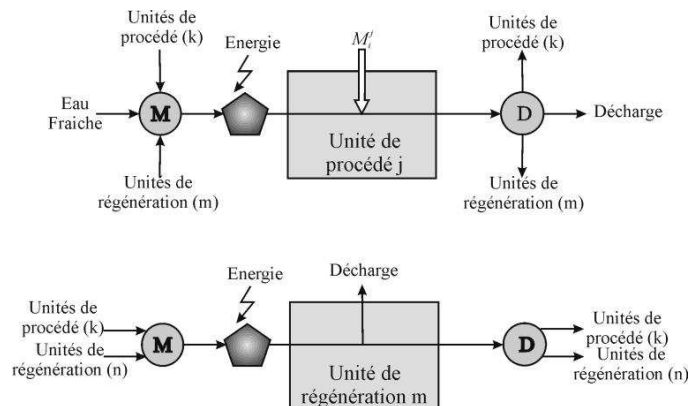 Unités de
procédé (k)
Energie
M_i^j
Unités de
procédé (k)
Eau
Fraiche
M
D
Décharge
Unité de
procédé j
Unités de
régénération (m)
Unités de
régénération (m)
Energie
Décharge
Unités de
procédé (k)
Unités de
régénération (n)
M
D
Unités de
procédé (k)
Unités de
régénération (n)
Unité de
régénération m